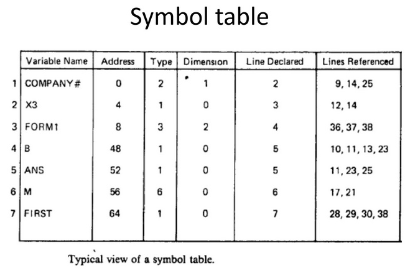 Symbol table
Variable Name Address Type Dimension Line Declared Lines Referenced
1 COMPANY# 0 2 1 2 9, 14, 25
2 X3 4 1 0 3 12, 14
3 FORM1 8 3 2 4 36, 37, 38
4 B 48 1 0 5 10, 11, 13, 23
5 ANS 52 1 0 5 11, 23, 25
6 M 56 6 0 6 17, 21
7 FIRST 64 1 0 7 28, 29, 30, 38
Typical view of a symbol table.